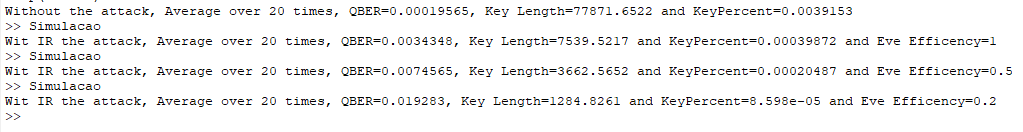 Without the attack, Average over 20 times, QBER=0.00019565, Key Length=77871.6522 and KeyPercent=0.0039153
>> Simulacao
Wit IR the attack, Average over 20 times, QBER=0.0034348, Key Length=7539.5217 and KeyPercent=0.00039872 and Eve Efficency=1
>> Simulacao
Wit IR the attack, Average over 20 times, QBER=0.0074565, Key Length=3662.5652 and KeyPercent=0.00020487 and Eve Efficency=0.5
>> Simulacao
Wit IR the attack, Average over 20 times, QBER=0.019283, Key Length=1284.8261 and KeyPercent=8.598e-05 and Eve Efficency=0.2
>>